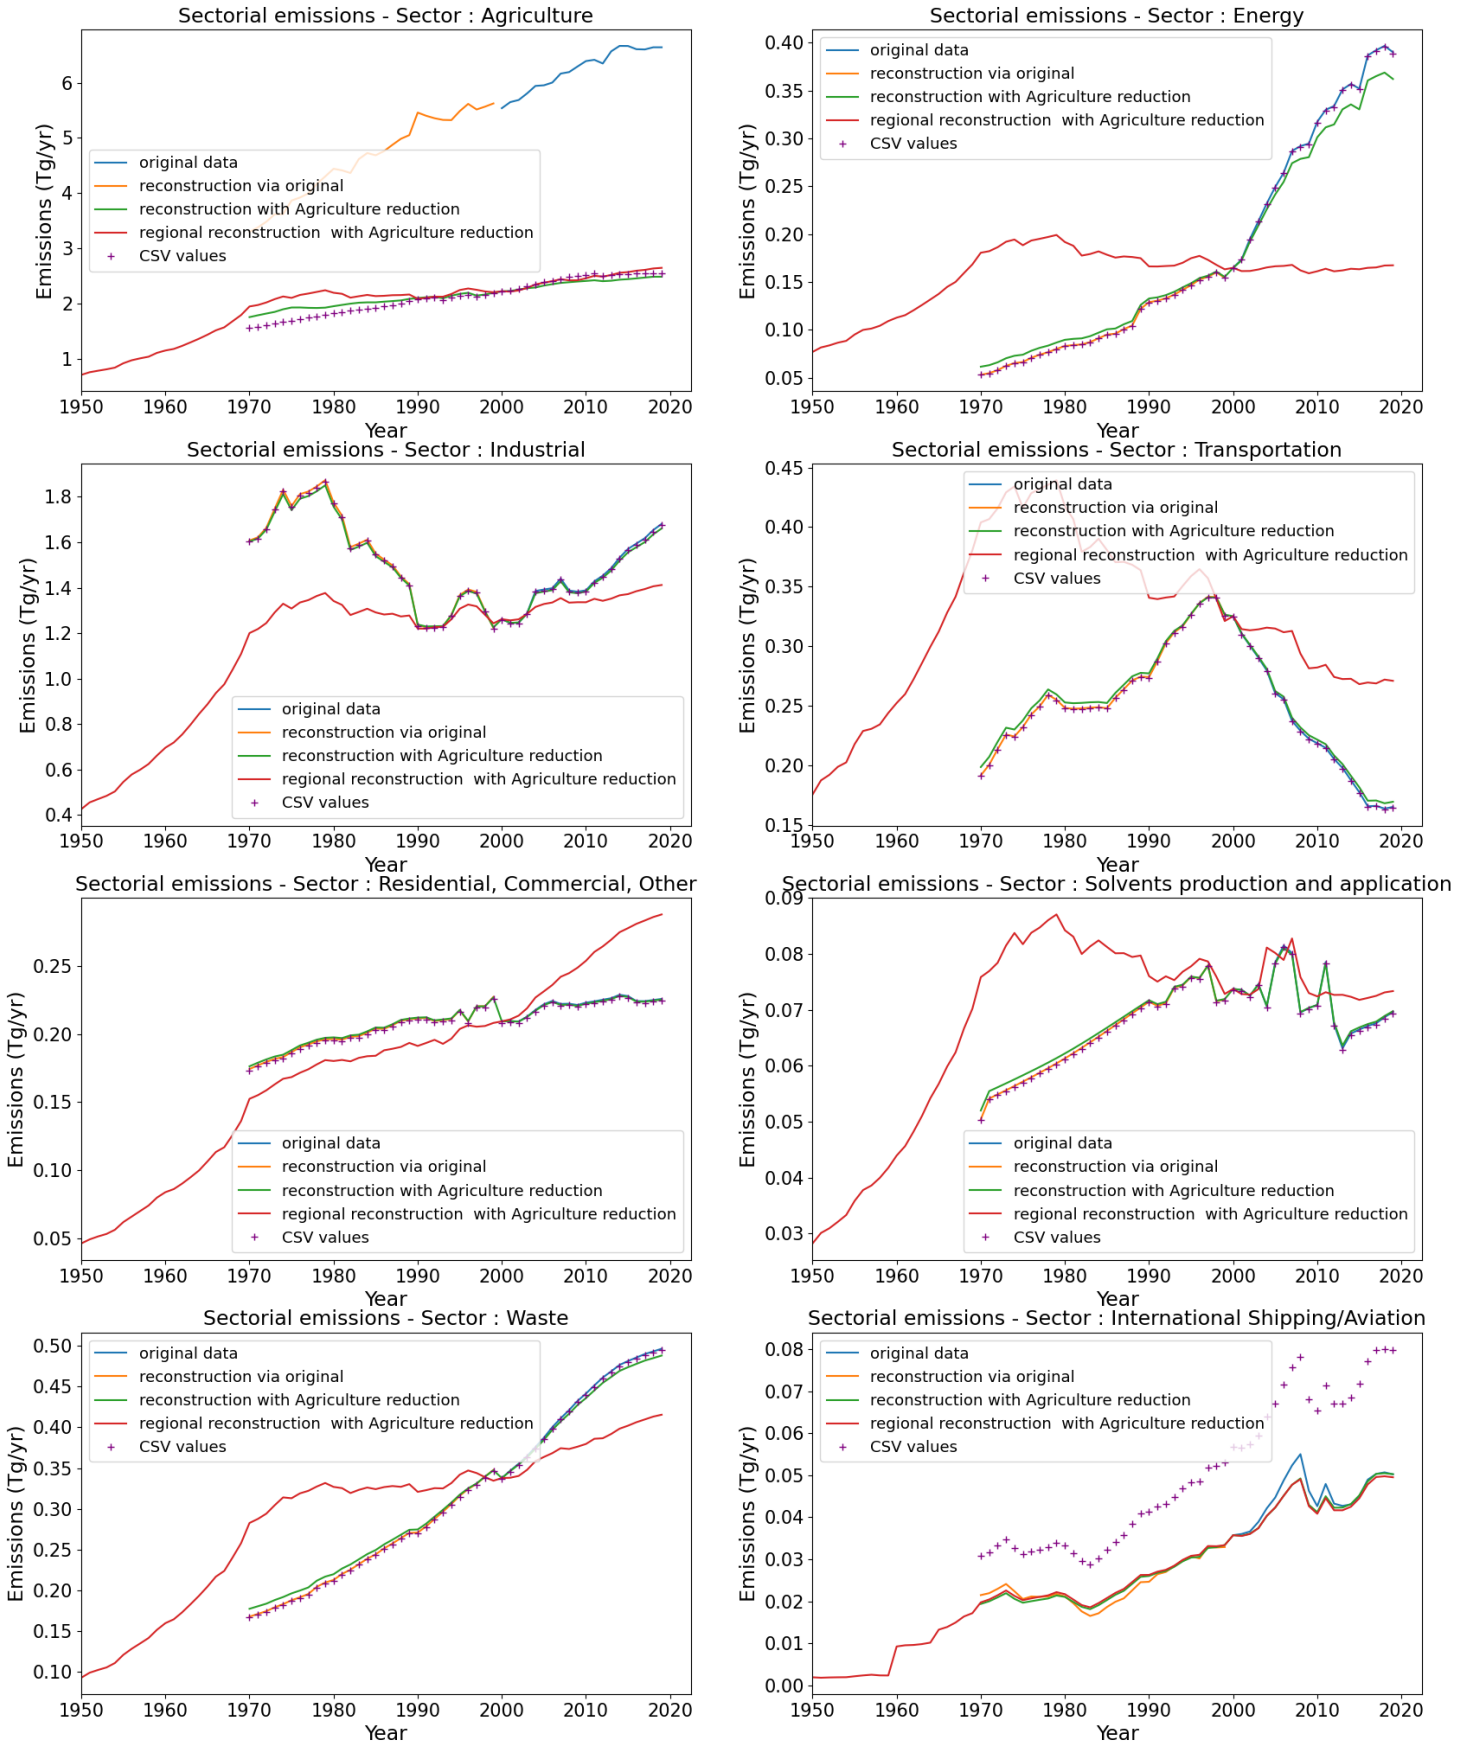 Sectorial emissions - Sector : Agriculture
Emissions (Tg/yr)
6
5
4
3
2
1
original data
reconstruction via original
reconstruction with Agriculture reduction
regional reconstruction  with Agriculture reduction
CSV values
1950 1960 1970 1980 1990 2000 2010 2020
Year
Sectorial emissions - Sector : Energy
Emissions (Tg/yr)
0.40
0.35
0.30
0.25
0.20
0.15
0.10
0.05
original data
reconstruction via original
reconstruction with Agriculture reduction
regional reconstruction  with Agriculture reduction
CSV values
1950 1960 1970 1980 1990 2000 2010 2020
Year
Sectorial emissions - Sector : Industrial
Emissions (Tg/yr)
1.8
1.6
1.4
1.2
1.0
0.8
0.6
0.4
original data
reconstruction via original
reconstruction with Agriculture reduction
regional reconstruction  with Agriculture reduction
CSV values
1950 1960 1970 1980 1990 2000 2010 2020
Year
Sectorial emissions - Sector : Transportation
Emissions (Tg/yr)
0.45
0.40
0.35
0.30
0.25
0.20
0.15
original data
reconstruction via original
reconstruction with Agriculture reduction
regional reconstruction  with Agriculture reduction
CSV values
1950 1960 1970 1980 1990 2000 2010 2020
Year
Sectorial emissions - Sector : Residential, Commercial, Other
Emissions (Tg/yr)
0.25
0.20
0.15
0.10
0.05
original data
reconstruction via original
reconstruction with Agriculture reduction
regional reconstruction  with Agriculture reduction
CSV values
1950 1960 1970 1980 1990 2000 2010 2020
Year
Sectorial emissions - Sector : Solvents production and application
Emissions (Tg/yr)
0.09
0.08
0.07
0.06
0.05
0.04
0.03
original data
reconstruction via original
reconstruction with Agriculture reduction
regional reconstruction  with Agriculture reduction
CSV values
1950 1960 1970 1980 1990 2000 2010 2020
Year
Sectorial emissions - Sector : Waste
Emissions (Tg/yr)
0.50
0.45
0.40
0.35
0.30
0.25
0.20
0.15
0.10
original data
reconstruction via original
reconstruction with Agriculture reduction
regional reconstruction  with Agriculture reduction
CSV values
1950 1960 1970 1980 1990 2000 2010 2020
Year
Sectorial emissions - Sector : International Shipping/Aviation
Emissions (Tg/yr)
0.08
0.07
0.06
0.05
0.04
0.03
0.02
0.01
0.00
original data
reconstruction via original
reconstruction with Agriculture reduction
regional reconstruction  with Agriculture reduction
CSV values
1950 1960 1970 1980 1990 2000 2010 2020
Year